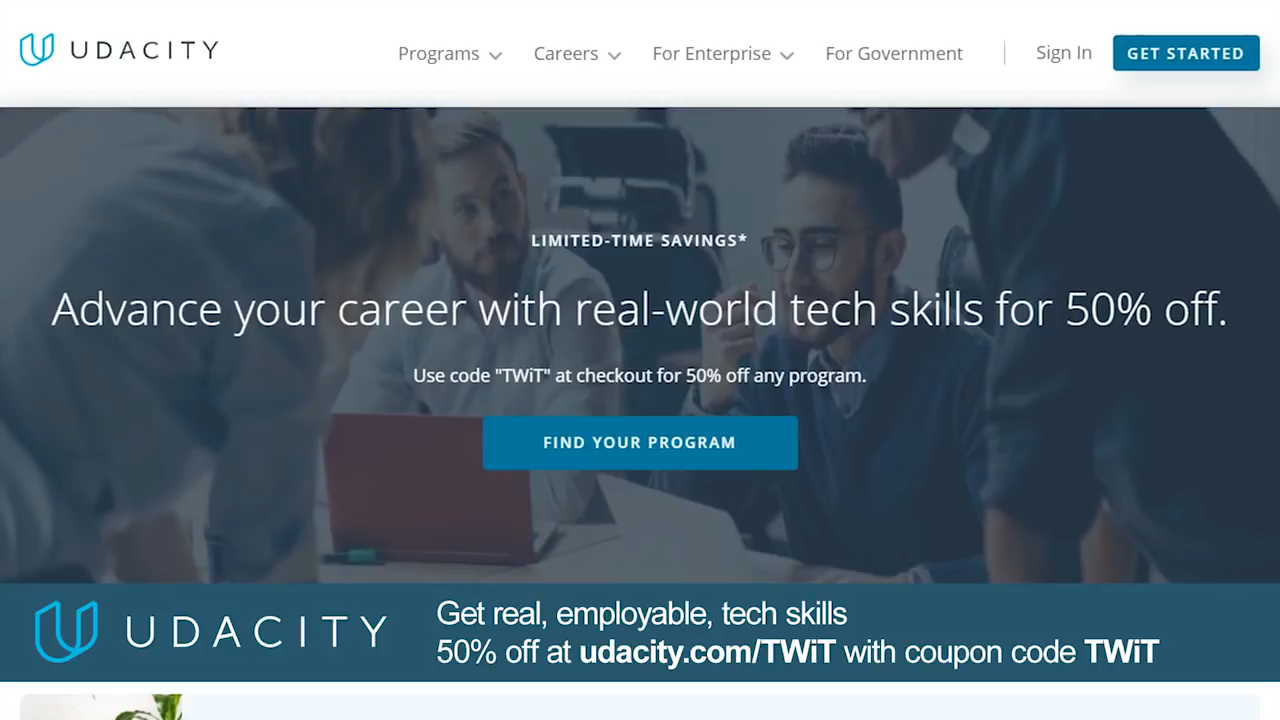 UDACITY
Programs
Careers
For Enterprise
For Government
Sign In
GET STARTED
LIMITED-TIME SAVINGS*
Advance your career with real-world tech skills for 50% off.
Use code "TWiT" at checkout for 50% off any program.
FIND YOUR PROGRAM
UDACITY
Get real, employable, tech skills
50% off at udacity.com/TWiT with coupon code TWiT